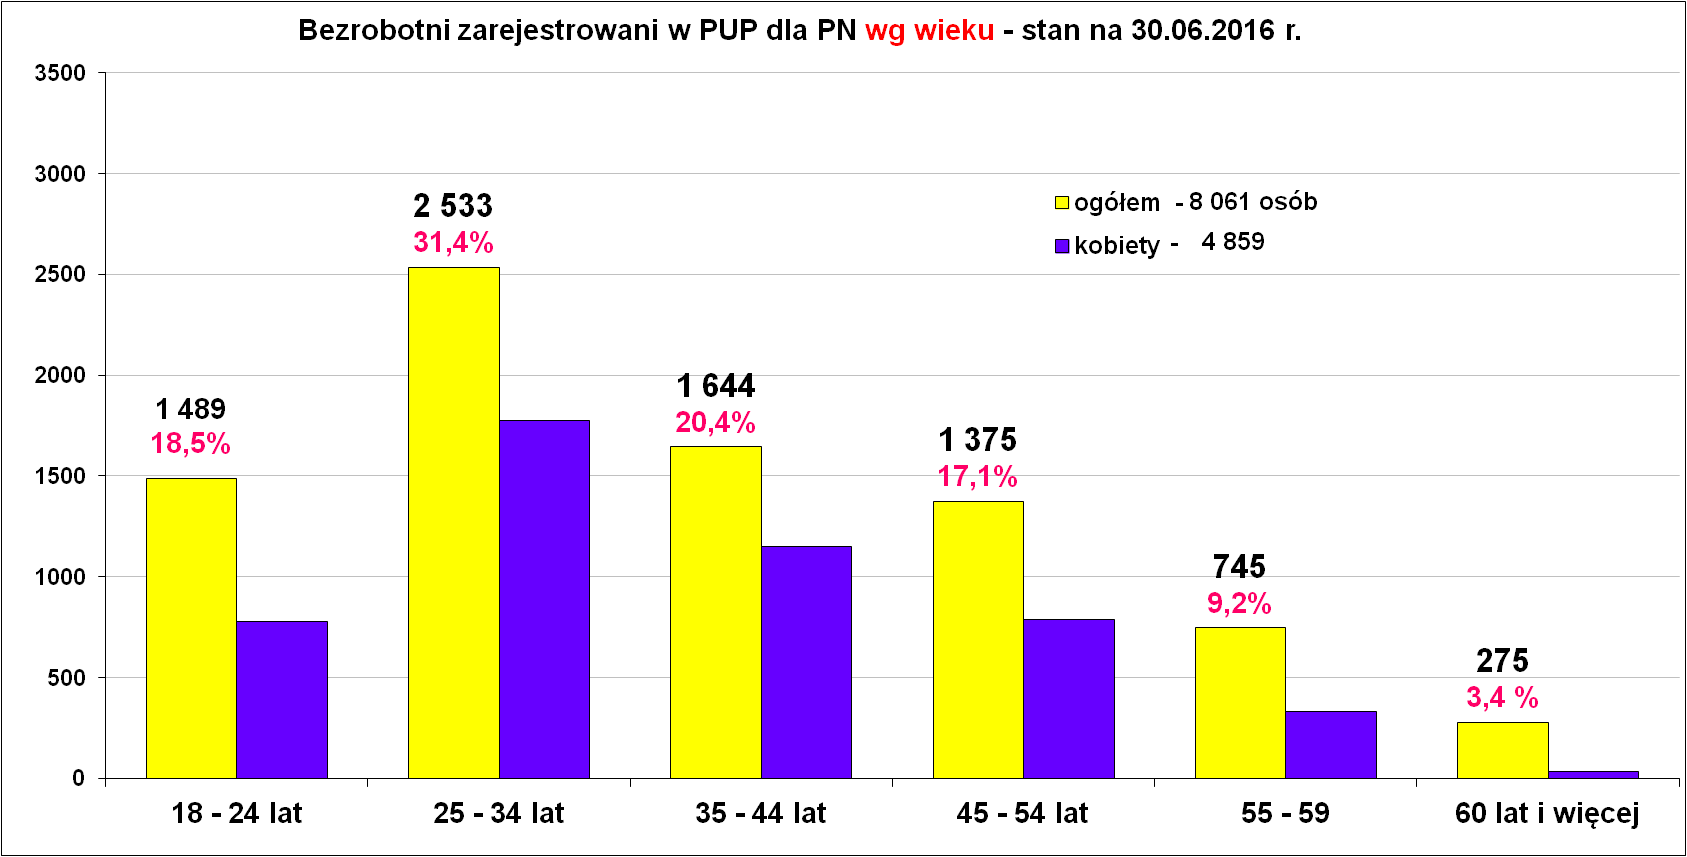 Bezrobotni zarejestrowani w PUP dla PN wg wieku - stan na 30.06.2016 r.
3500
3000
2500
2000
1500
1000
500
0
ogółem - 8 061 osób
kobiety - 4 859
1 489
18,5%
2 533
31,4%
1 644
20,4%
1 375
17,1%
745
9,2%
275
3,4 %
18 - 24 lat
25 - 34 lat
35 - 44 lat
45 - 54 lat
55 - 59
60 lat i więcej